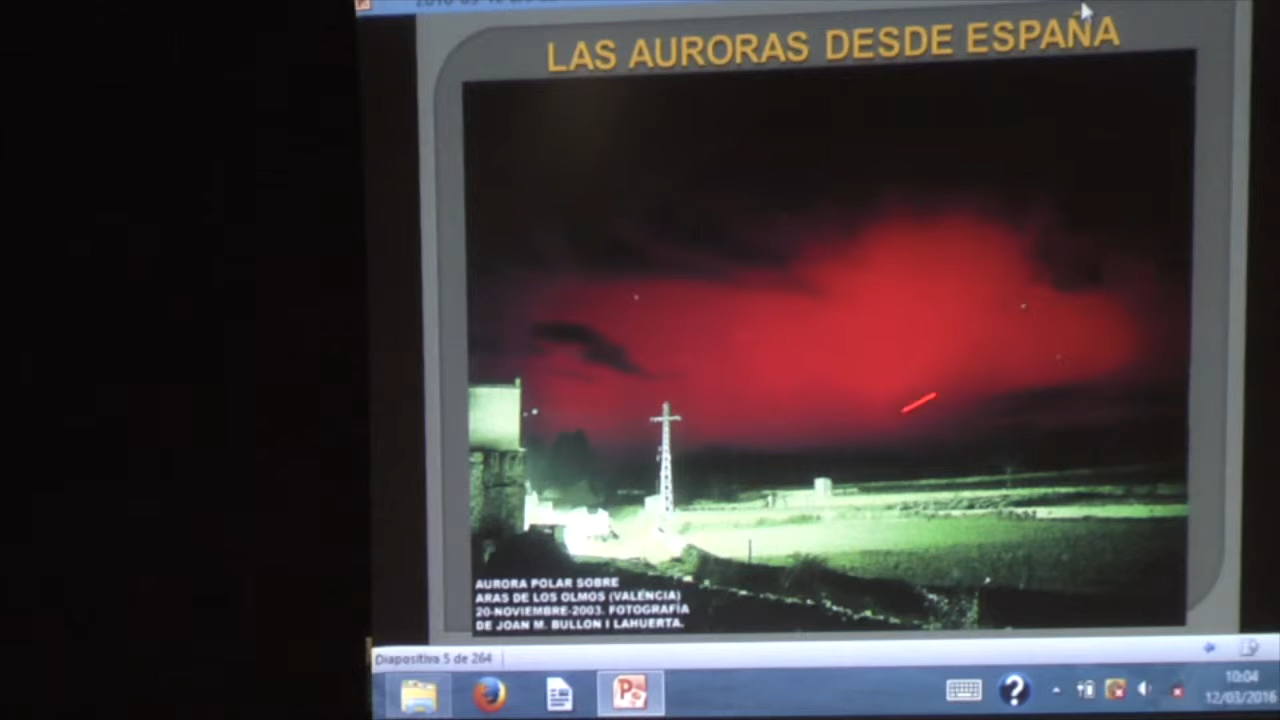 LAS AURORAS DESDE ESPAÑA
AURORA POLAR SOBRE
ARAS DE LOS OLMOS (VALENCIA)
20-NOVIEMBRE-2003. FOTOGRAFÍA
DE JOAN M. BULLON I LAHUERTA.
Diapositiva 5 de 264
10:04
12/03/2016